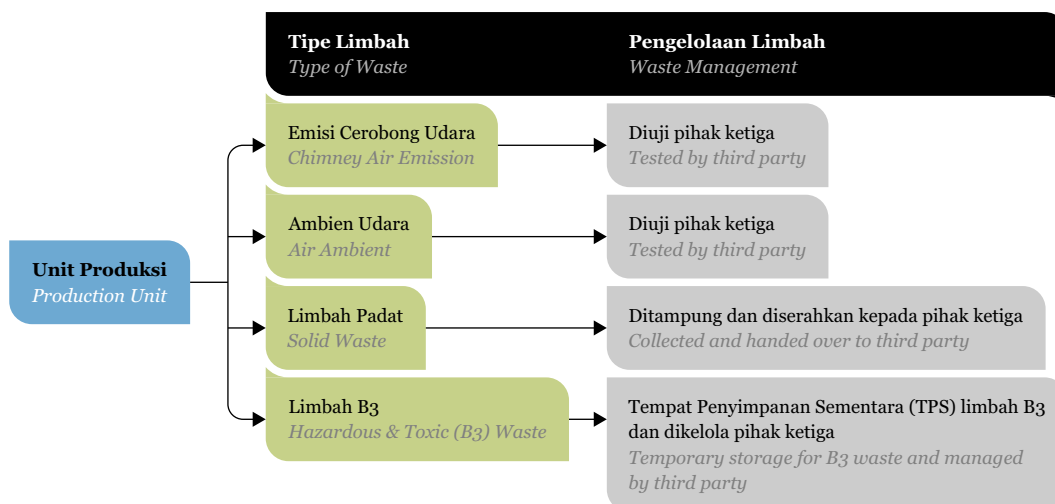 Tipe Limbah
Type of Waste
Pengelolaan Limbah
Waste Management
Emisi Cerobong Udara
Chimney Air Emission
Diuji pihak ketiga
Tested by third party
Ambien Udara
Air Ambient
Diuji pihak ketiga
Tested by third party
Unit Produksi
Production Unit
Limbah Padat
Solid Waste
Ditampung dan diserahkan kepada pihak ketiga
Collected and handed over to third party
Limbah B3
Hazardous & Toxic (B3) Waste
Tempat Penyimpanan Sementara (TPS) limbah B3
dan dikelola pihak ketiga
Temporary storage for B3 waste and managed
by third party